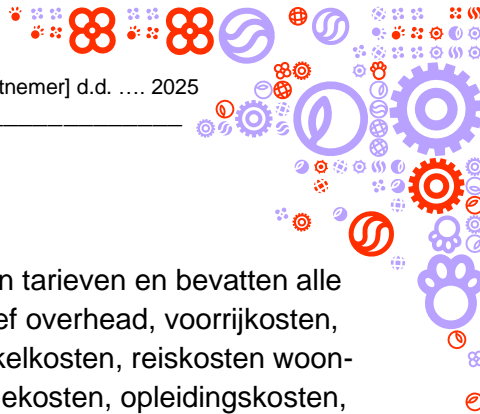 tnemer] d.d. …. 2025
n tarieven en bevatten alle
ef overhead, voorrijkosten,
kelkosten, reiskosten woon-
ekosten, opleidingskosten,